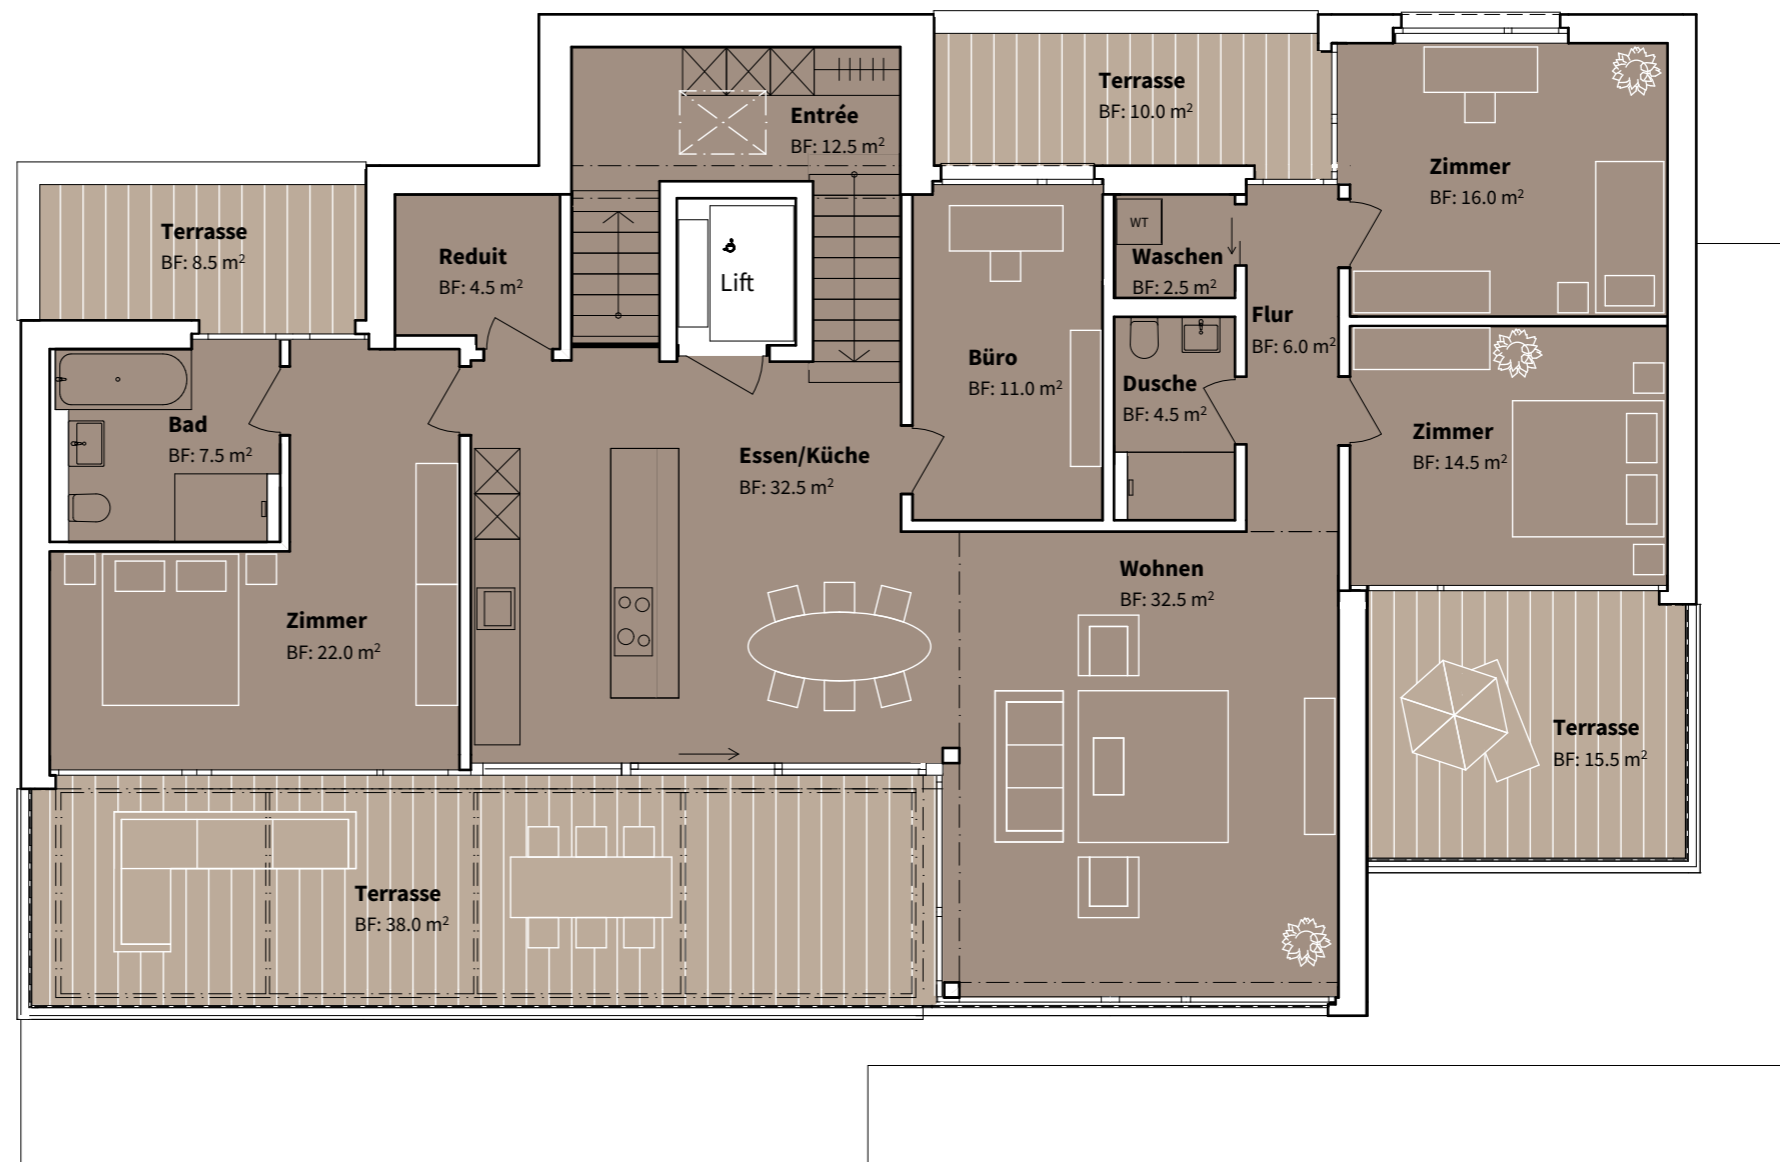 Entrée
BF: 12.5 m²
Terrasse
BF: 10.0 m²
Zimmer
BF: 16.0 m²
Terrasse
BF: 8.5 m²
Reduit
BF: 4.5 m²
Lift
WT
Waschen
BF: 2.5 m²
Flur
BF: 6.0 m²
Büro
BF: 11.0 m²
Dusche
BF: 4.5 m²
Bad
BF: 7.5 m²
Essen/Küche
BF: 32.5 m²
Zimmer
BF: 14.5 m²
Wohnen
BF: 32.5 m²
Zimmer
BF: 22.0 m²
Terrasse
BF: 15.5 m²
Terrasse
BF: 38.0 m²